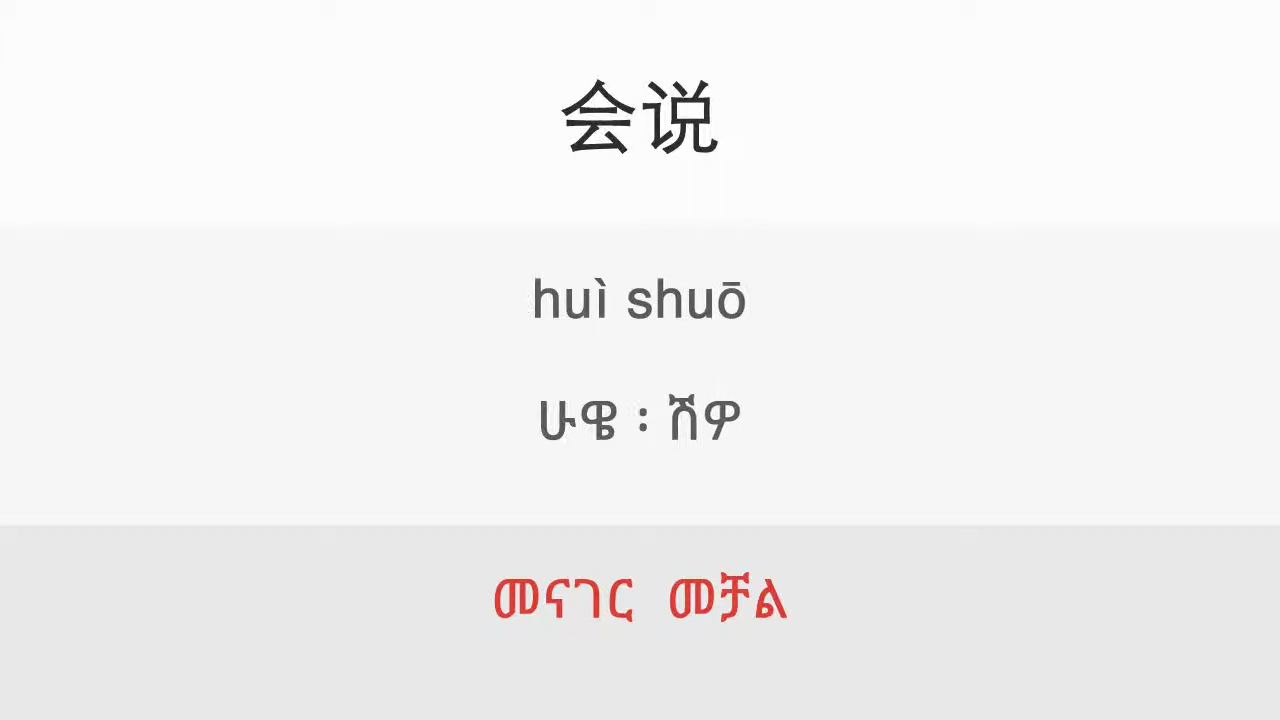 会说
huì shuō
ሁዌ ፡ ሽዎ
መናገር መቻል